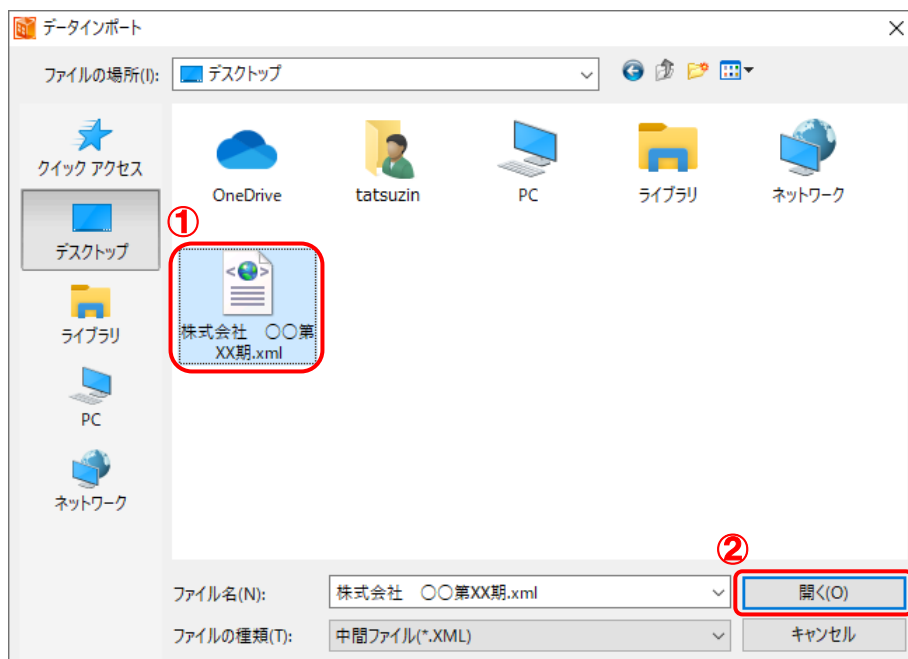 データインポート
ファイルの場所(I):
デスクトップ
クイック アクセス
デスクトップ
ライブラリ
PC
ネットワーク
OneDrive
tatsuzin
PC
ライブラリ
ネットワーク
①
株式会社　〇〇第
XX期.xml
②
ファイル名(N):
株式会社　〇〇第XX期.xml
開く(O)
ファイルの種類(T):
中間ファイル(*.XML)
キャンセル